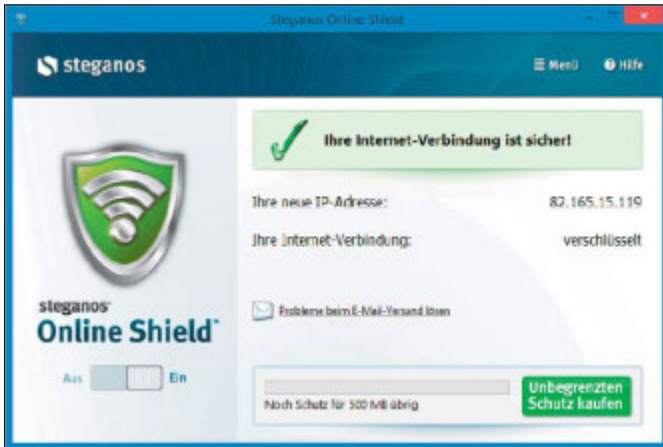 Steganos Online Shield
steganos
Menü
Hilfe
Ihre Internet-Verbindung ist sicher!
Ihre neue IP-Adresse: 82.165.15.119
Ihre Internet-Verbindung: verschlüsselt
Probleme beim E-Mail-Versand lösen
steganos
Online Shield
Aus Ein
Noch Schutz für 500 MB übrig
Unbegrenzten
Schutz kaufen